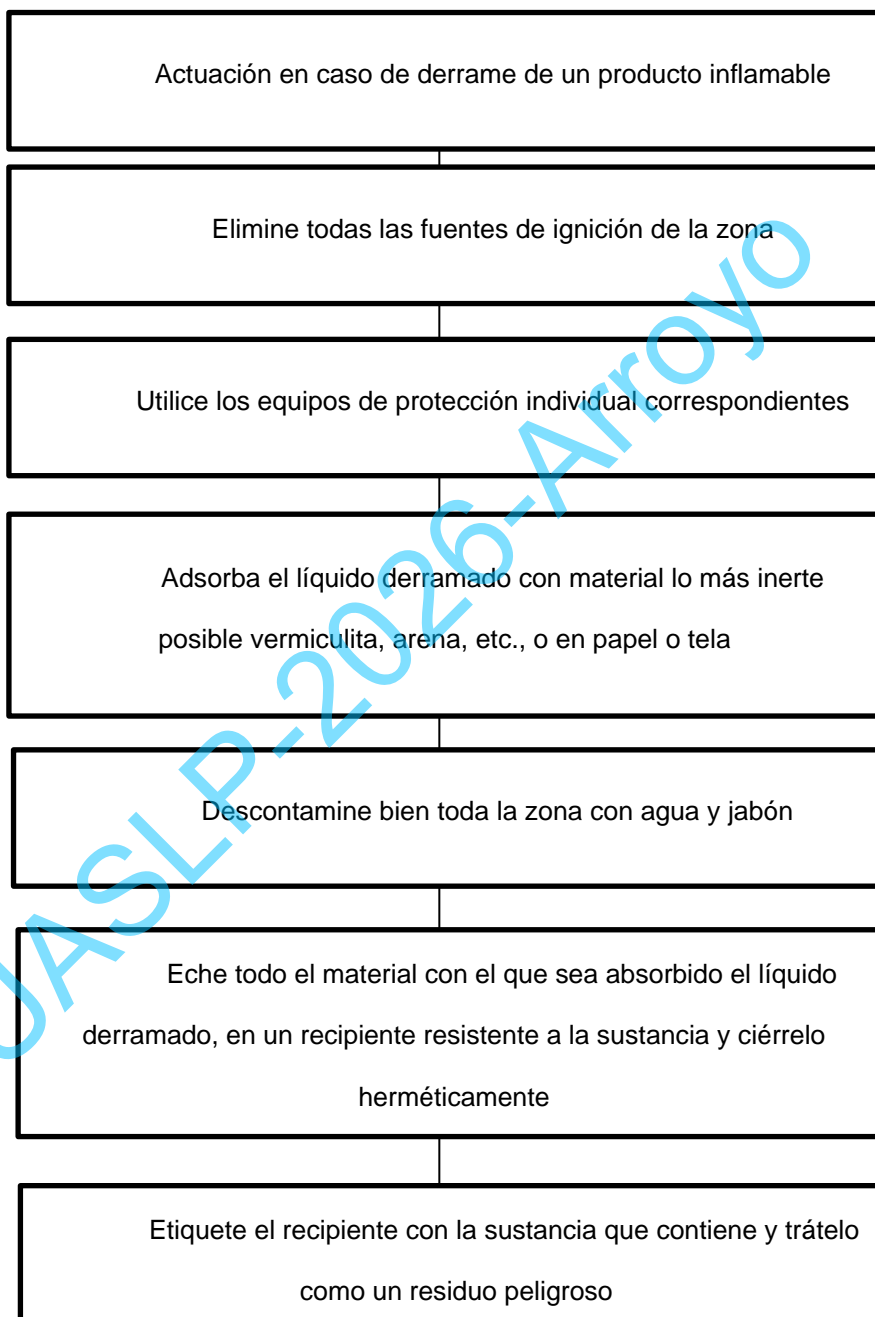 Actuación en caso de derrame de un producto inflamable
Elimine todas las fuentes de ignición de la zona
Utilice los equipos de protección individual correspondientes
Adsorba el líquido derramado con material lo más inerte
posible vermiculita, arena, etc., o en papel o tela
Descontamine bien toda la zona con agua y jabón
Eche todo el material con el que sea absorbido el líquido
derramado, en un recipiente resistente a la sustancia y ciérrelo
herméticamente
Etiquete el recipiente con la sustancia que contiene y trátelo
como un residuo peligroso
UASLP-2026-Arroyo